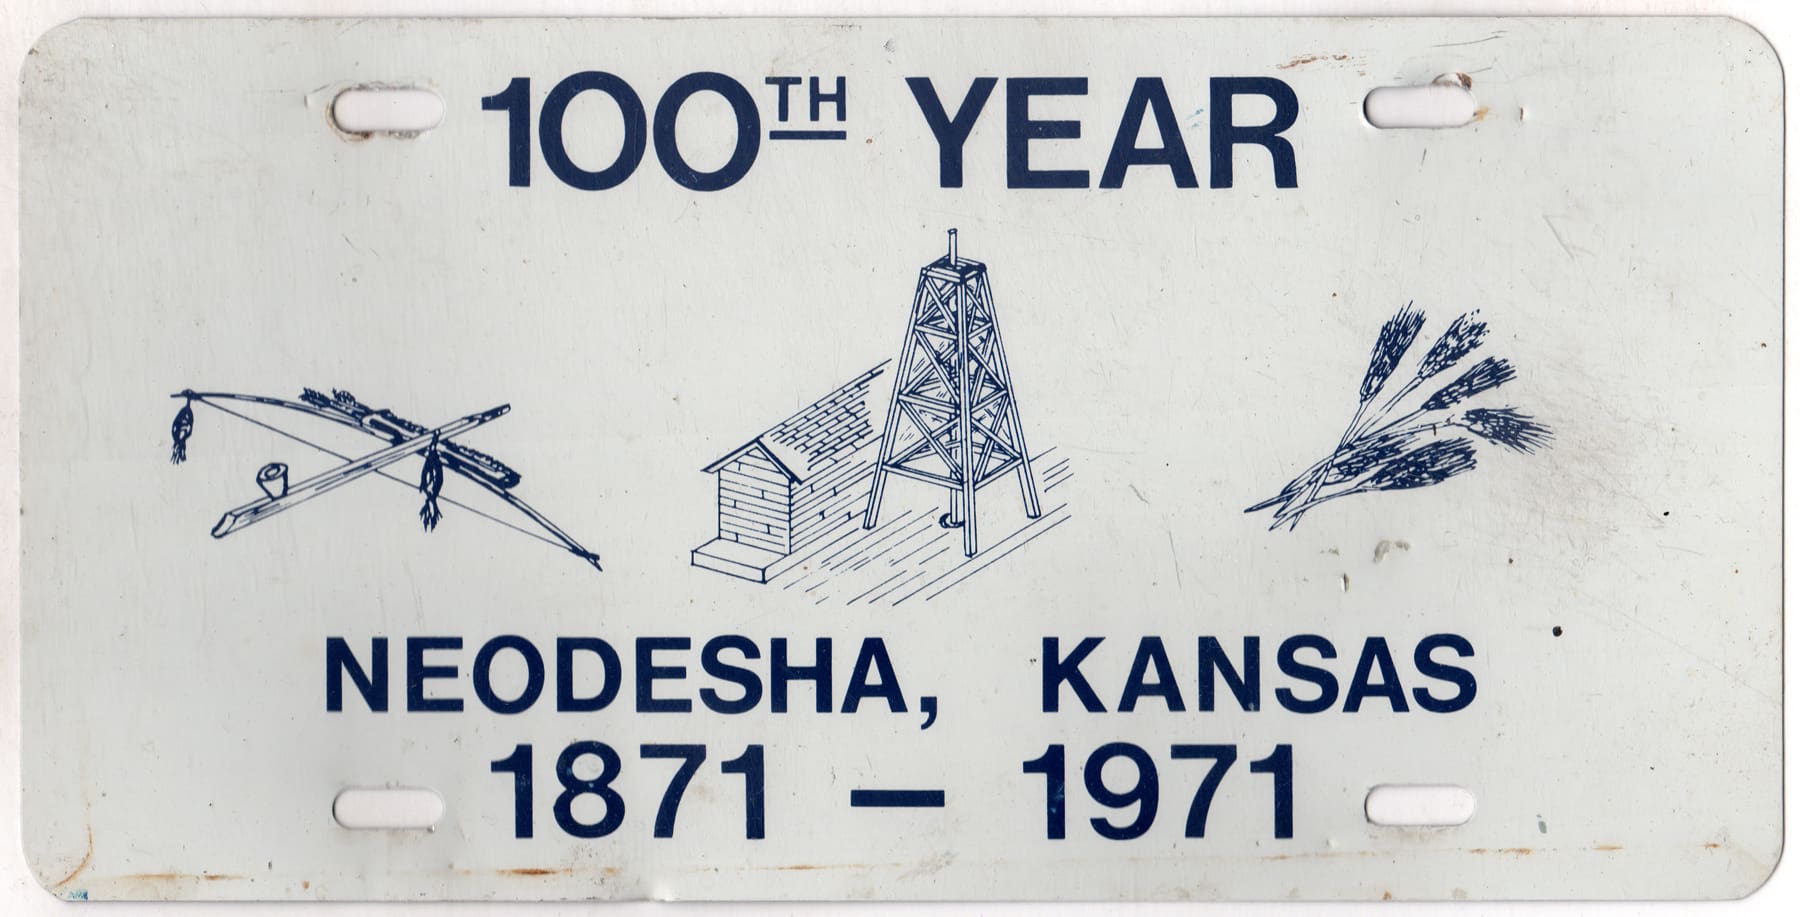 100TH YEAR
NEODESHA, KANSAS
1871 — 1971